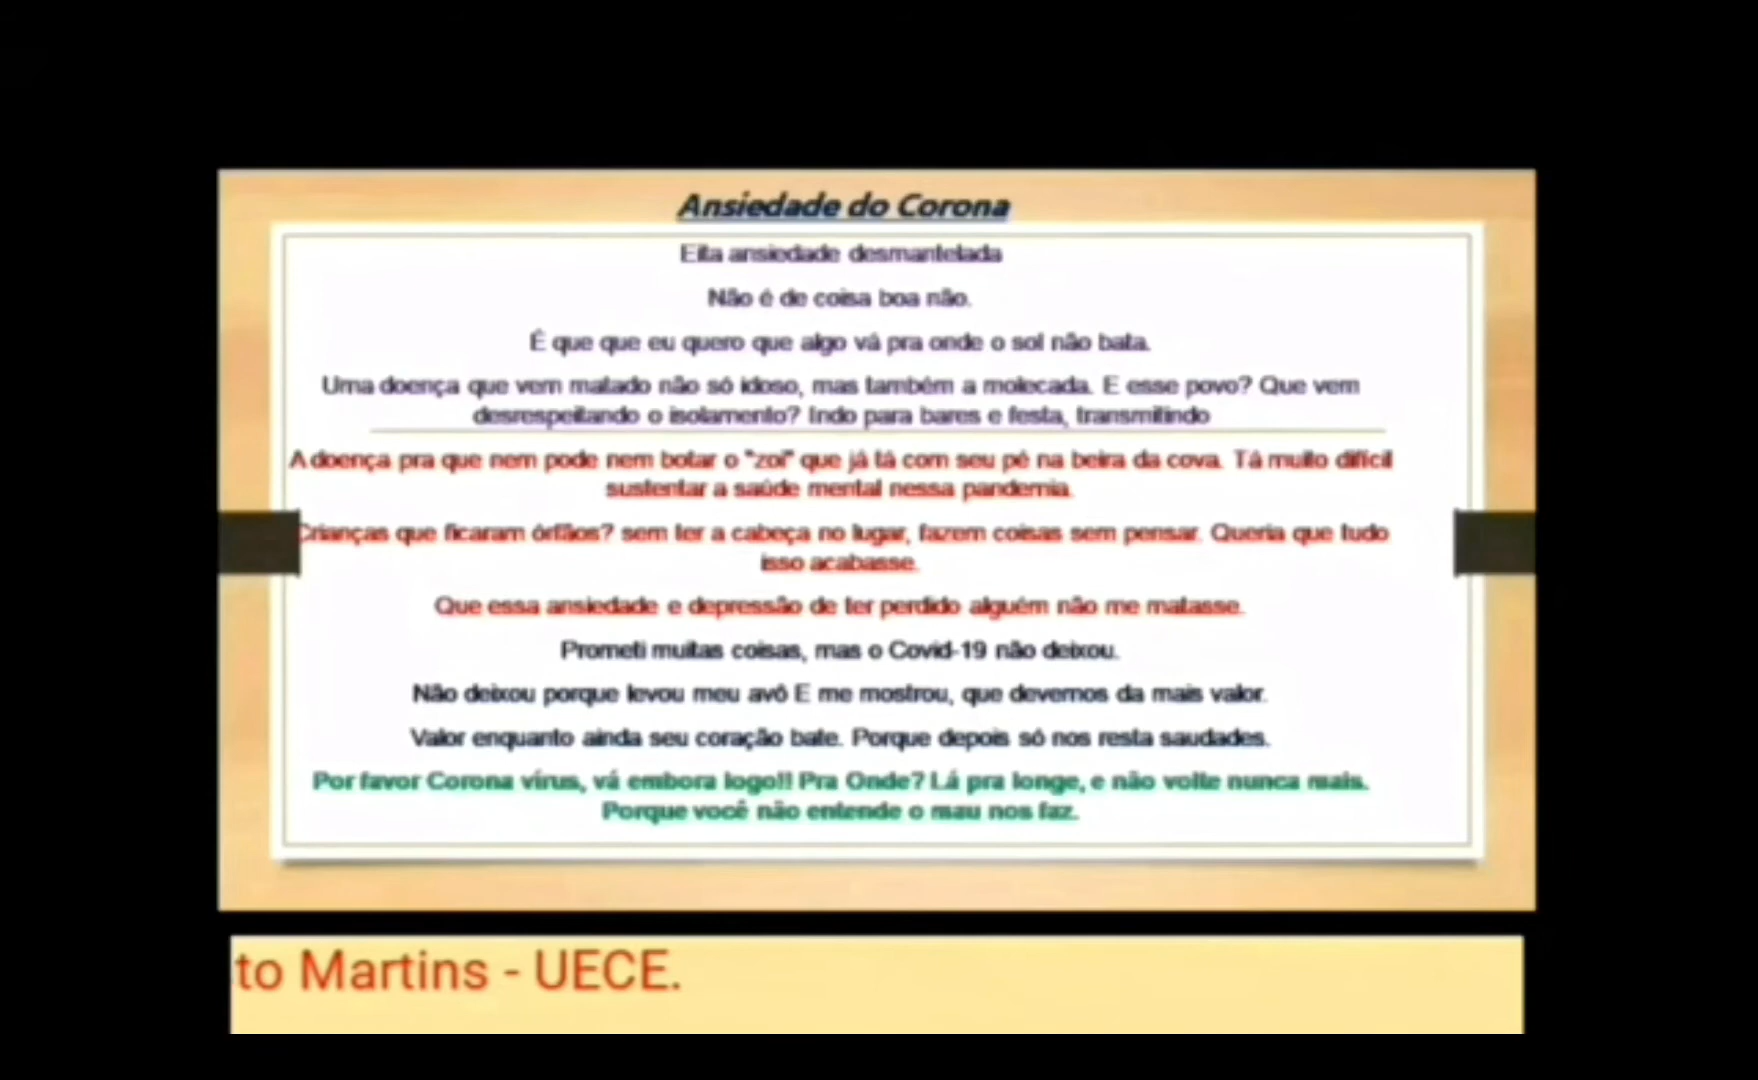 Ansiedade do Corona
Eita ansiedade desmantelada
Não é de coisa boa não.
É que que eu quero que algo vá pra onde o sol não bata.
Uma doença que vem matado não só idoso, mas também a molecada. E esse povo? Que vem
desrespeitando o isolamento? Indo para bares e festa, transmitindo
A doença pra que nem pode nem botar o "zoi" que já tá com seu pé na beira da cova. Tá muito difícil
sustentar a saúde mental nessa pandemia.
Crianças que ficaram órfãos? sem ter a cabeça no lugar, fazem coisas sem pensar. Queria que tudo
isso acabasse.
Que essa ansiedade e depressão de ter perdido alguém não me matasse.
Prometi muitas coisas, mas o Covid-19 não deixou.
Não deixou porque levou meu avô E me mostrou, que devemos da mais valor.
Valor enquanto ainda seu coração bate. Porque depois só nos resta saudades.
Por favor Corona vírus, vá embora logo!! Pra Onde? Lá pra longe, e não volte nunca mais.
Porque você não entende o mau nos faz.
to Martins - UECE.